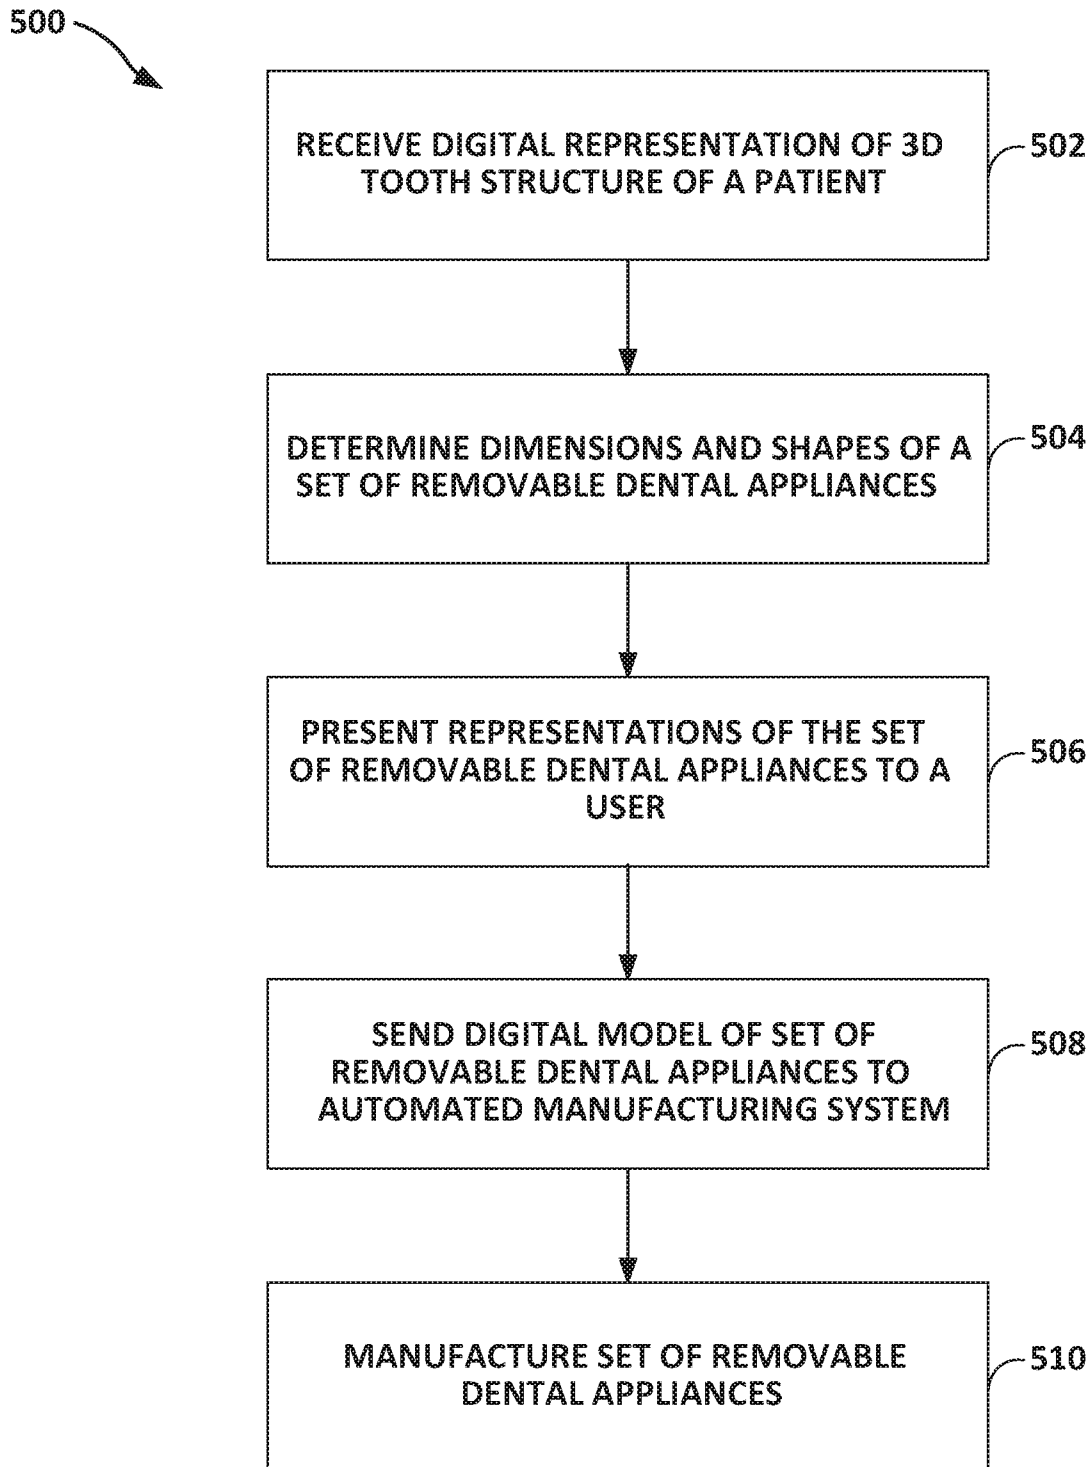 500
RECEIVE DIGITAL REPRESENTATION OF 3D
TOOTH STRUCTURE OF A PATIENT
502
DETERMINE DIMENSIONS AND SHAPES OF A
SET OF REMOVABLE DENTAL APPLIANCES
504
PRESENT REPRESENTATIONS OF THE SET
OF REMOVABLE DENTAL APPLIANCES TO A
USER
506
SEND DIGITAL MODEL OF SET OF
REMOVABLE DENTAL APPLIANCES TO
AUTOMATED MANUFACTURING SYSTEM
508
MANUFACTURE SET OF REMOVABLE
DENTAL APPLIANCES
510